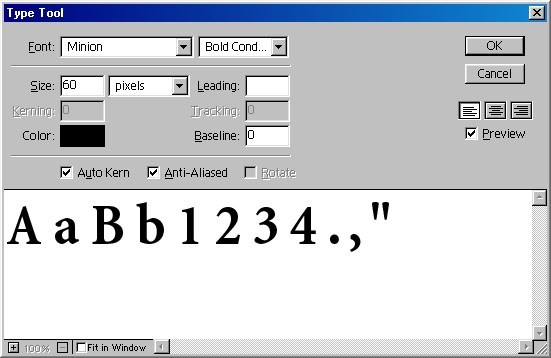 Type Tool
Font: Minion Bold Cond...
OK
Cancel
Size: 60 pixels Leading:
Kerning: 0 Tracking: 0
Color: Baseline: 0
Preview
Auto Kern Anti-Aliased Rotate
A a B b 1 2 3 4 . , "
100% Fit in Window